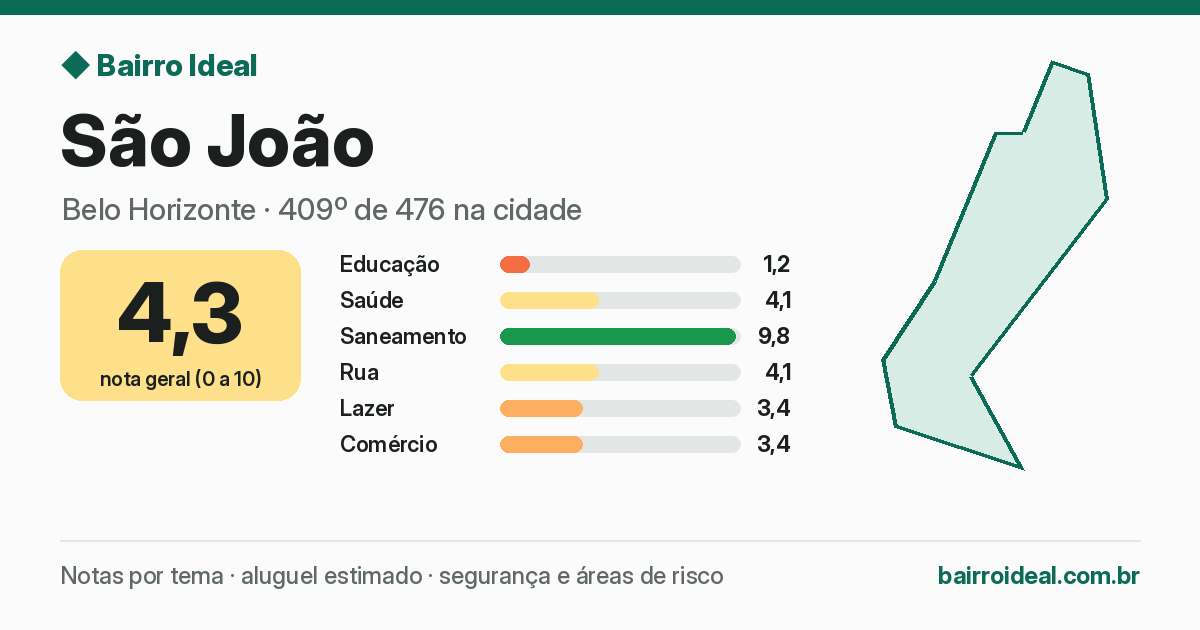 Bairro Ideal
São João
Belo Horizonte · 409º de 476 na cidade
4,3
nota geral (0 a 10)
Educação 1,2
Saúde 4,1
Saneamento 9,8
Rua 4,1
Lazer 3,4
Comércio 3,4
Notas por tema · aluguel estimado · segurança e áreas de risco
bairroideal.com.br